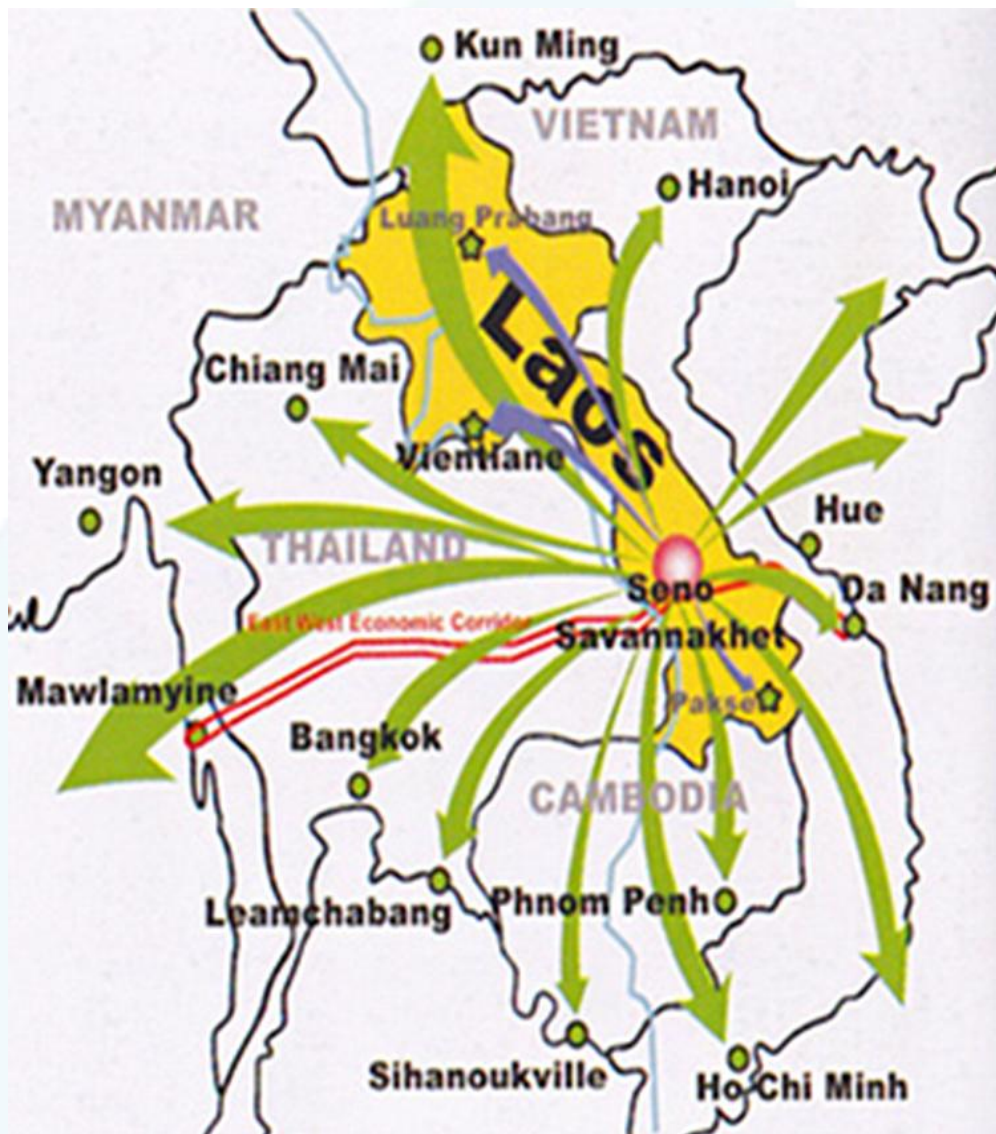 Kun Ming
VIETNAM
Hanoi
MYANMAR
Luang Prabang
Laos
Chiang Mai
Vientiane
Yangon
Hue
THAILAND
Seno
Da Nang
East West Economic Corridor
Savannakhet
Mawlamyine
Pakse
Bangkok
CAMBODIA
Leamchabang
Phnom Penh
Sihanoukville
Ho Chi Minh